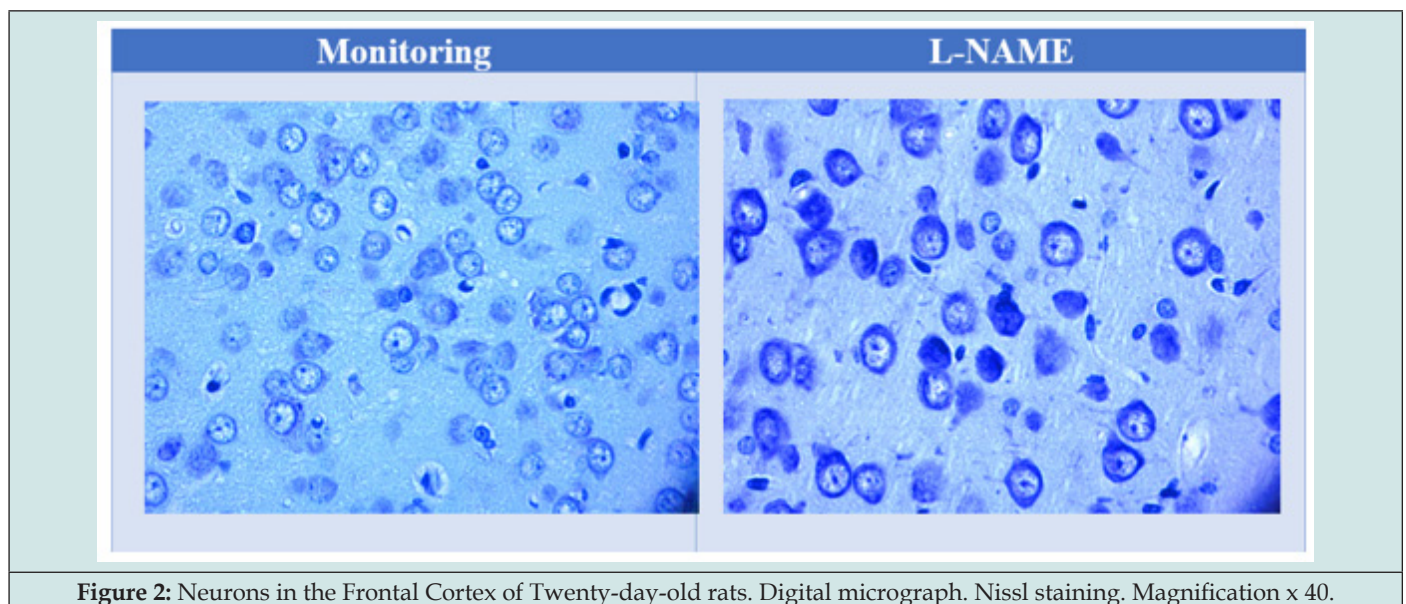 Monitoring
L-NAME
Figure 2: Neurons in the Frontal Cortex of Twenty-day-old rats. Digital micrograph. Nissl staining. Magnification x 40.